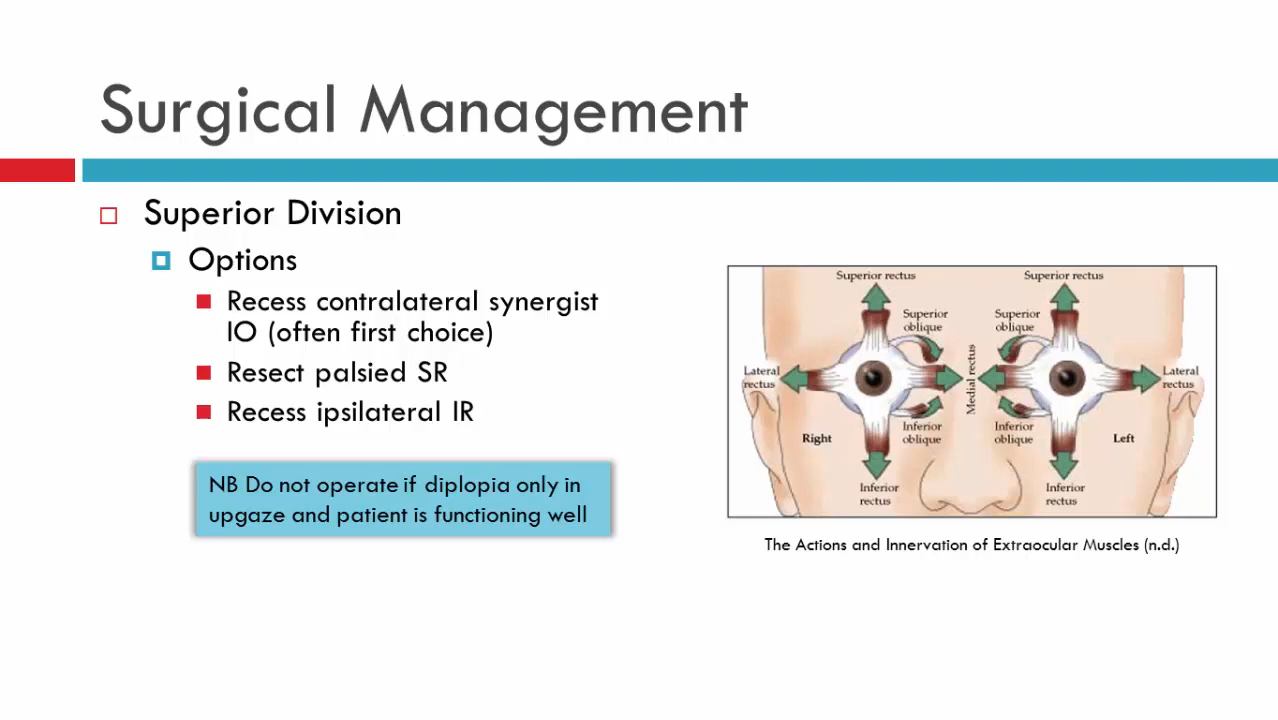 Surgical Management
Superior Division
Options
Recess contralateral synergist
IO (often first choice)
Resect palsied SR
Recess ipsilateral IR
NB Do not operate if diplopia only in
upgaze and patient is functioning well
Superior rectus
Superior rectus
Superior
oblique
Superior
oblique
Lateral
rectus
Medial rectus
Lateral
rectus
Right
Inferior
oblique
Inferior
oblique
Left
Inferior
rectus
Inferior
rectus
The Actions and Innervation of Extraocular Muscles (n.d.)